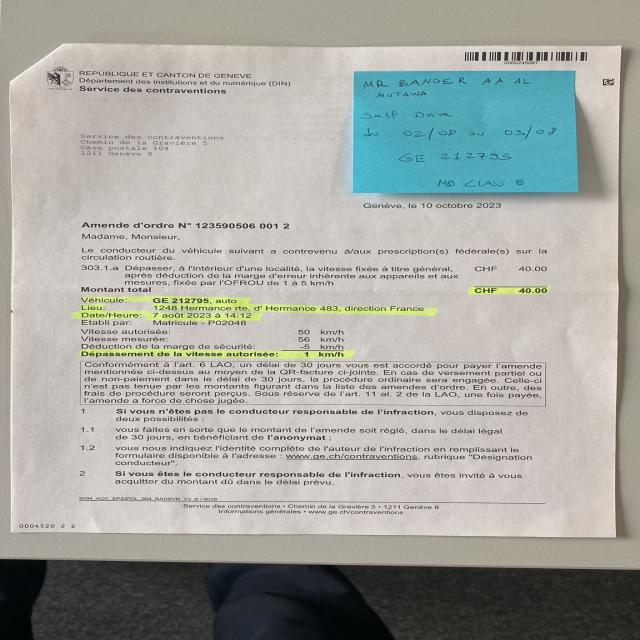 0000245067
REPUBLIQUE ET CANTON DE GENEVE
Département des institutions et du numérique (DIN)
Service des contraventions
MR BANDER AA AL
MUTAWA
Self Drive
du 02/08 au 09/08
GE 212795
MB CLASS E
Service des contraventions
Chemin de la Gravière 5
Case postale 104
1211 Genève 8
Genève, le 10 octobre 2023
Amende d'ordre N° 123590506 001 2
Madame, Monsieur,
Le conducteur du véhicule suivant a contrevenu à/aux prescription(s) fédérale(s) sur la
circulation routière.
303.1.a Dépasser, à l'intérieur d'une localité, la vitesse fixée à titre général, CHF 40.00
après déduction de la marge d'erreur inhérente aux appareils et aux
mesures, fixée par l'OFROU de 1 à 5 km/h
Montant total CHF 40.00
Véhicule: GE 212795, auto
Lieu: 1248 Hermance rte, d' Hermance 483, direction France
Date/Heure: 7 août 2023 à 14:12
Etabli par: Matricule - P02048
Vitesse autorisée: 50 km/h
Vitesse mesurée: 56 km/h
Déduction de la marge de sécurité: -5 km/h
Dépassement de la vitesse autorisée: 1 km/h
Conformément à l'art. 6 LAO, un délai de 30 jours vous est accordé pour payer l'amende
mentionnée ci-dessus au moyen de la QR-facture ci-jointe. En cas de versement partiel ou
de non-paiement dans le délai de 30 jours, la procédure ordinaire sera engagée. Celle-ci
n'est pas tenue par les montants figurant dans la liste des amendes d'ordre. En outre, des
frais de procédure seront perçus. Sous réserve de l'art. 11 al. 2 de la LAO, une fois payée,
l'amende a force de chose jugée.
1 Si vous n'êtes pas le conducteur responsable de l'infraction, vous disposez de
deux possibilités :
1.1 vous faites en sorte que le montant de l'amende soit réglé, dans le délai légal
de 30 jours, en bénéficiant de l'anonymat ;
1.2 vous nous indiquez l'identité complète de l'auteur de l'infraction en remplissant le
formulaire disponible à l'adresse : www.ge.ch/contraventions, rubrique "Désignation
conducteur".
2 Si vous êtes le conducteur responsable de l'infraction, vous êtes invité à vous
acquitter du montant dû dans le délai prévu.
Service des contraventions • Chemin de la Gravière 5 • 1211 Genève 8
Informations générales • www.ge.ch/contraventions
0004520 2 2